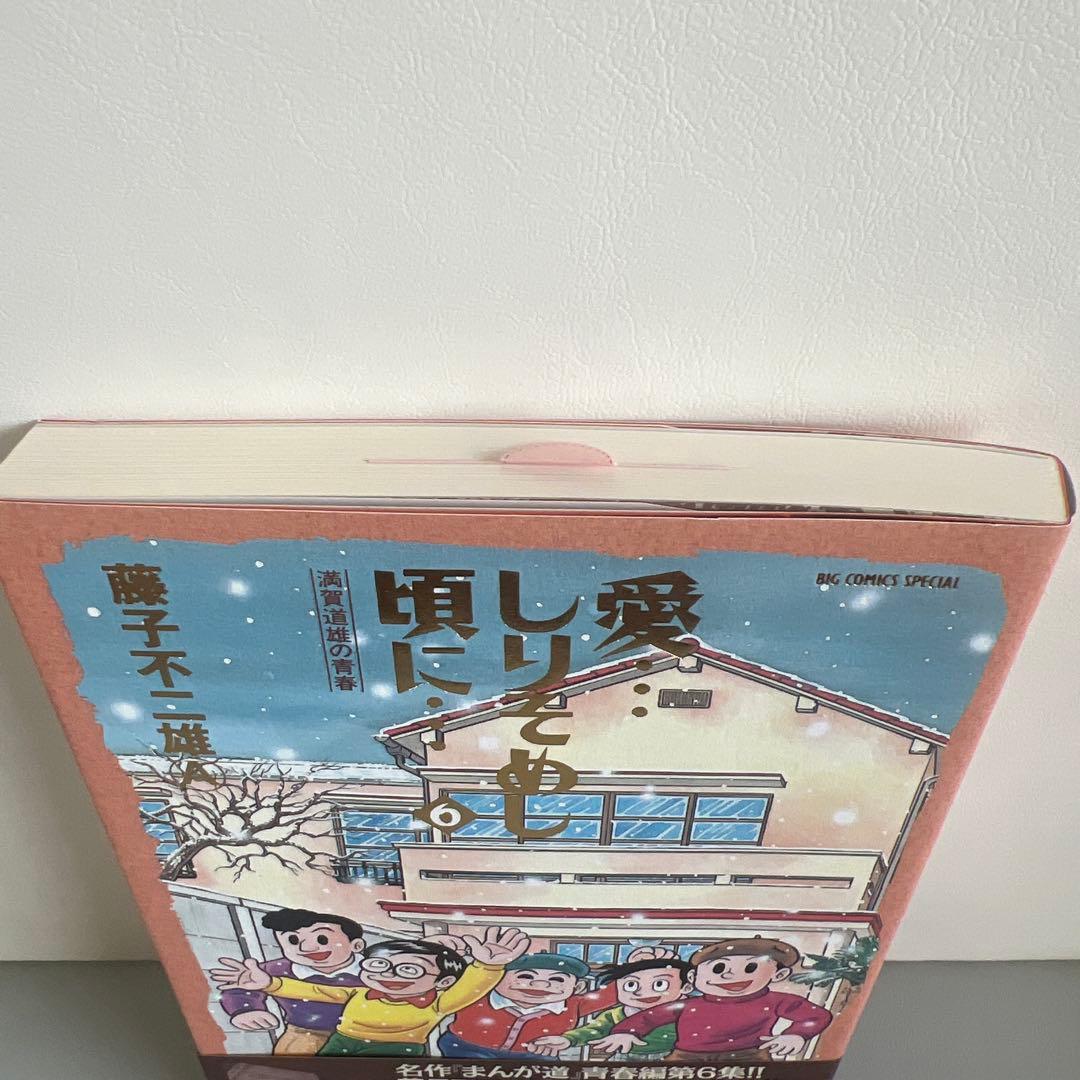 BIG COMICS SPECIAL
愛…
しりそめし
頃に…
6
満賀道雄の青春
藤子不二雄A
名作『まんが道』青春編第6集!!